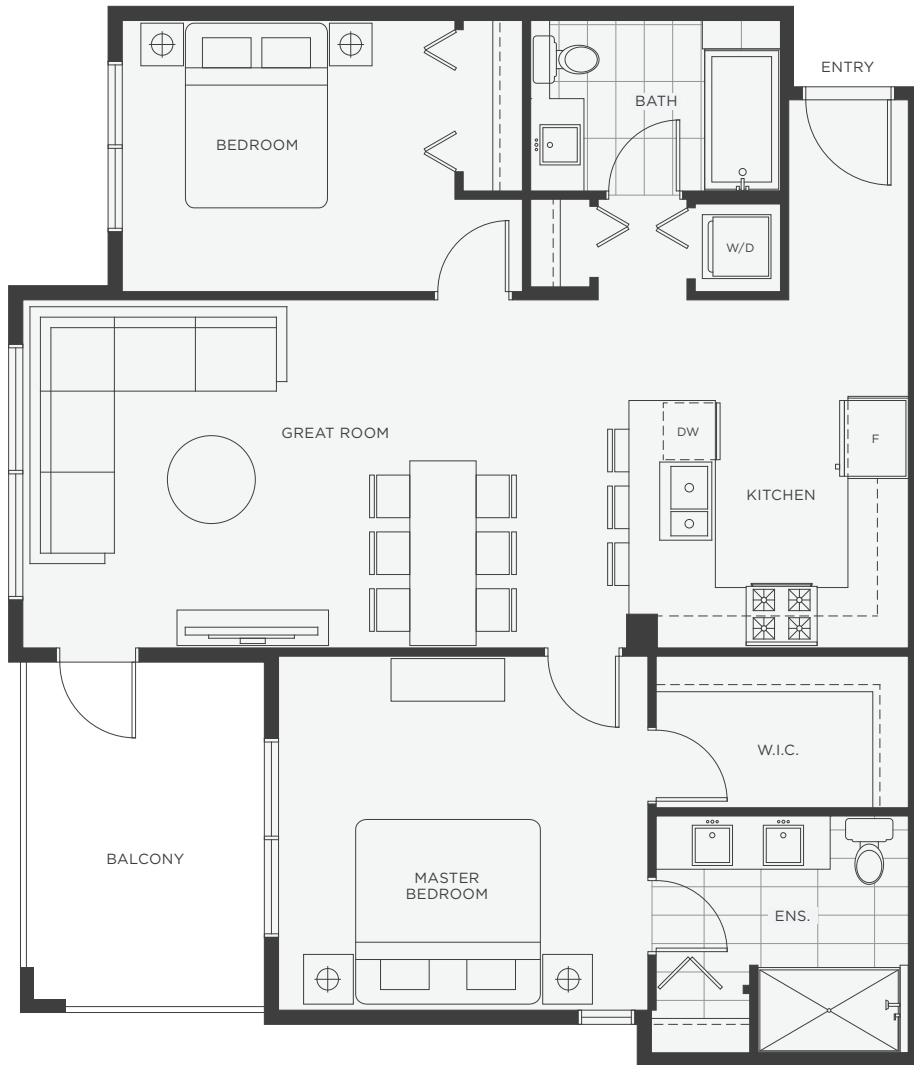 ENTRY
BATH
BEDROOM
W/D
GREAT ROOM
DW
F
KITCHEN
W.I.C.
BALCONY
MASTER
BEDROOM
ENS.